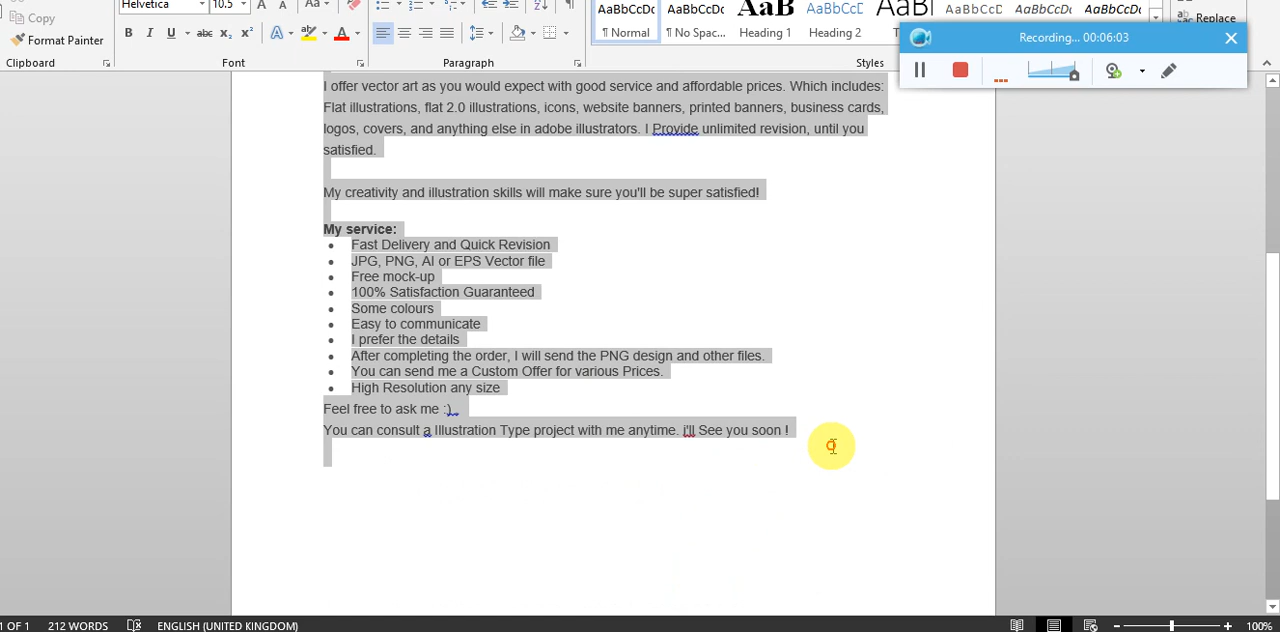 Helvetica 10.5 A A Aa
AaBbCcDc AaBbCcDc AaB AaBbCc AaB AaBbCcD AaBbCcDt AaBbCcDt
Copy
Replace
Format Painter
B I U abc x₂ x² A A
¶ Normal ¶ No Spac... Heading 1 Heading 2 T
Clipboard Font Paragraph Styles
Recording... 00:06:03
I offer vector art as you would expect with good service and affordable prices. Which includes:
Flat illustrations, flat 2.0 illustrations, icons, website banners, printed banners, business cards,
logos, covers, and anything else in adobe illustrators. I Provide unlimited revision, until you
satisfied.
My creativity and illustration skills will make sure you'll be super satisfied!
My service:
• Fast Delivery and Quick Revision
• JPG, PNG, AI or EPS Vector file
• Free mock-up
• 100% Satisfaction Guaranteed
• Some colours
• Easy to communicate
• I prefer the details
• After completing the order, I will send the PNG design and other files.
• You can send me a Custom Offer for various Prices.
• High Resolution any size
Feel free to ask me :)
You can consult a Illustration Type project with me anytime. i'll See you soon !
1 OF 1 212 WORDS ENGLISH (UNITED KINGDOM) 100%